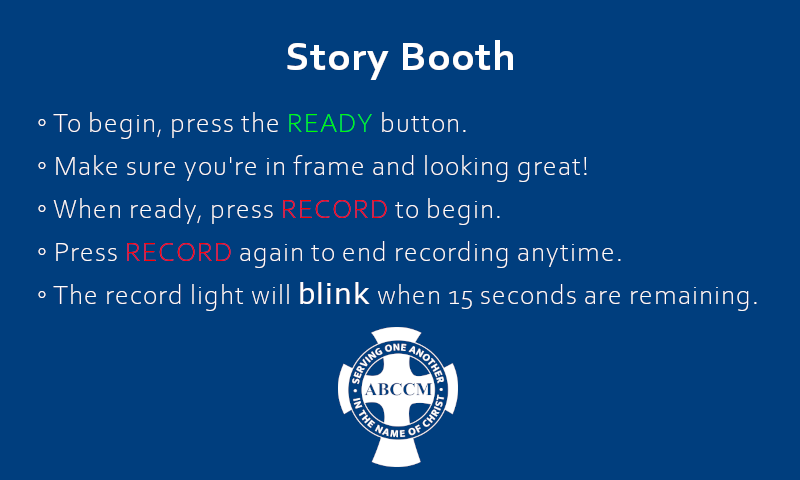 Story Booth
° To begin, press the READY button.
° Make sure you're in frame and looking great!
° When ready, press RECORD to begin.
° Press RECORD again to end recording anytime.
° The record light will blink when 15 seconds are remaining.
· SERVING ONE ANOTHER ·
ABCCM
IN THE NAME OF CHRIST